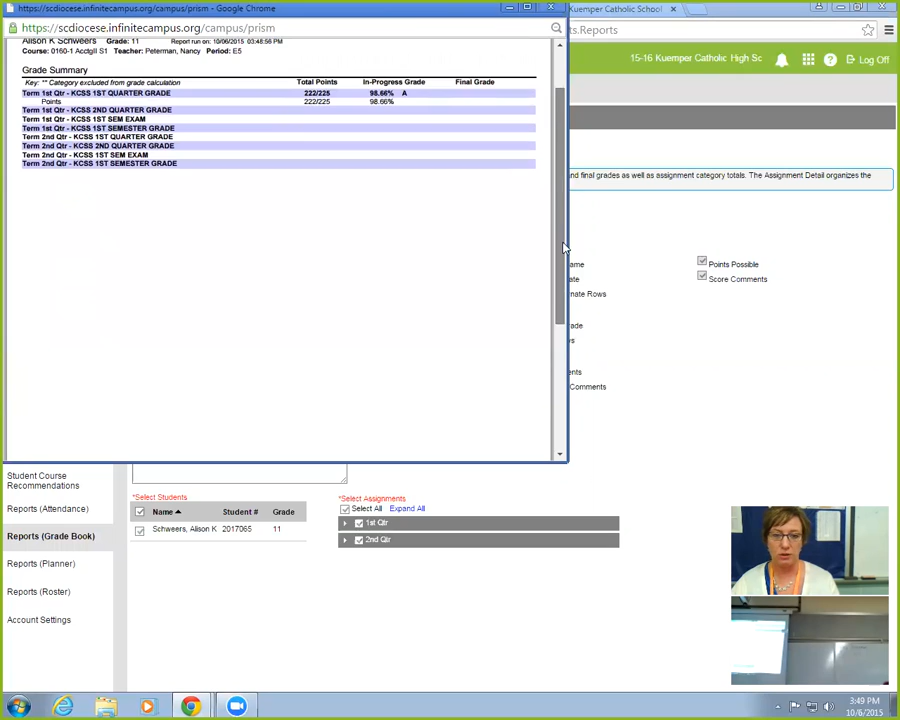 https://scdiocese.infinitecampus.org/campus/prism - Google Chrome
Kuemper Catholic School
https://scdiocese.infinitecampus.org/campus/prism
ts.Reports
Alison K Schweers Grade: 11 Report run on: 10/06/2015 03:48:56 PM
Course: 0160-1 AcctgII S1 Teacher: Peterman, Nancy Period: E5
15-16 Kuemper Catholic High Sc
Log Off
Grade Summary
Key: ** Category excluded from grade calculation Total Points In-Progress Grade Final Grade
Term 1st Qtr - KCSS 1ST QUARTER GRADE 222/225 98.66% A
Points 222/225 98.66%
Term 1st Qtr - KCSS 2ND QUARTER GRADE
Term 1st Qtr - KCSS 1ST SEM EXAM
Term 1st Qtr - KCSS 1ST SEMESTER GRADE
Term 2nd Qtr - KCSS 1ST QUARTER GRADE
Term 2nd Qtr - KCSS 2ND QUARTER GRADE
Term 2nd Qtr - KCSS 1ST SEM EXAM
Term 2nd Qtr - KCSS 1ST SEMESTER GRADE
and final grades as well as assignment category totals. The Assignment Detail organizes the
ame
Points Possible
ate
Score Comments
rnate Rows
rade
s
ents
Comments
Student Course
Recommendations
Reports (Attendance)
Reports (Grade Book)
Reports (Planner)
Reports (Roster)
Account Settings
*Select Students
Name Student # Grade
Schweers, Alison K 2017065 11
*Select Assignments
Select All Expand All
1st Qtr
2nd Qtr
3:49 PM
10/6/2015